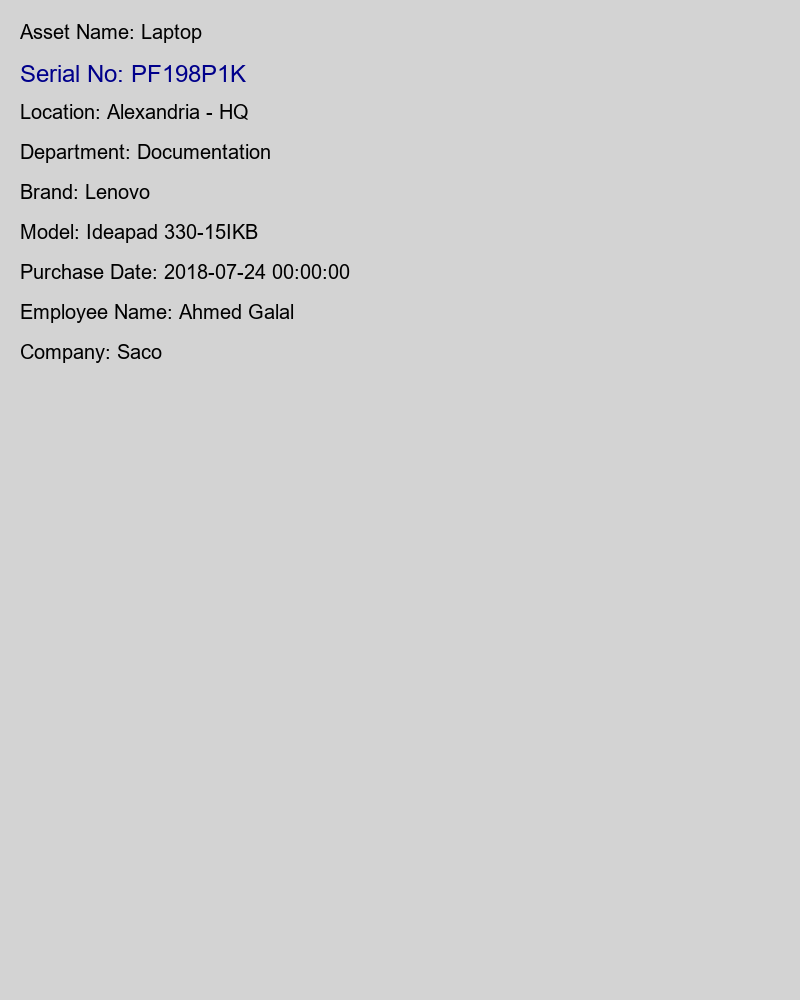 Asset Name: Laptop
Serial No: PF198P1K
Location: Alexandria - HQ
Department: Documentation
Brand: Lenovo
Model: Ideapad 330-15IKB
Purchase Date: 2018-07-24 00:00:00
Employee Name: Ahmed Galal
Company: Saco